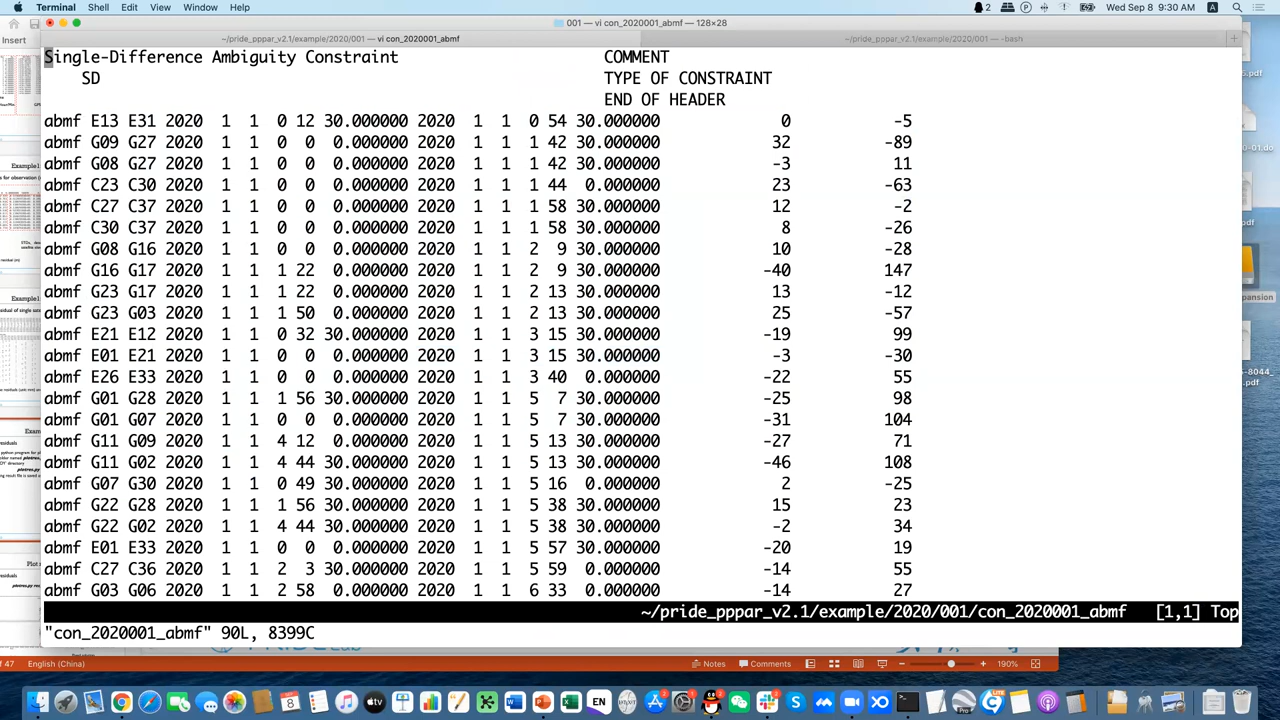 Terminal Shell Edit View Window Help 2 A Wed Sep 8 9:30 AM
001 — vi con_2020001_abmf — 128×28
~/pride_pppar_v2.1/example/2020/001 — vi con_2020001_abmf ~/pride_pppar_v2.1/example/2020/001 — -bash
Insert
Single-Difference Ambiguity Constraint COMMENT
SD TYPE OF CONSTRAINT
END OF HEADER
abmf E13 E31 2020 1 1 0 12 30.000000 2020 1 1 0 54 30.000000 0 -5
abmf G09 G27 2020 1 1 0 0 0.000000 2020 1 1 1 42 30.000000 32 -89
abmf G08 G27 2020 1 1 0 0 0.000000 2020 1 1 1 42 30.000000 -3 11
abmf C23 C30 2020 1 1 0 0 0.000000 2020 1 1 1 44 0.000000 23 -63
abmf C27 C37 2020 1 1 0 0 0.000000 2020 1 1 1 58 30.000000 12 -2
abmf C30 C37 2020 1 1 0 0 0.000000 2020 1 1 1 58 30.000000 8 -26
abmf G08 G16 2020 1 1 0 0 0.000000 2020 1 1 2 9 30.000000 10 -28
abmf G16 G17 2020 1 1 1 22 0.000000 2020 1 1 2 9 30.000000 -40 147
abmf G23 G17 2020 1 1 1 22 0.000000 2020 1 1 2 13 30.000000 13 -12
abmf G23 G03 2020 1 1 1 50 0.000000 2020 1 1 2 13 30.000000 25 -57
abmf E21 E12 2020 1 1 0 32 30.000000 2020 1 1 3 15 30.000000 -19 99
abmf E01 E21 2020 1 1 0 0 0.000000 2020 1 1 3 15 30.000000 -3 -30
abmf E26 E33 2020 1 1 0 0 0.000000 2020 1 1 3 40 0.000000 -22 55
abmf G01 G28 2020 1 1 1 56 30.000000 2020 1 1 5 7 30.000000 -25 98
abmf G01 G07 2020 1 1 0 0 0.000000 2020 1 1 5 7 30.000000 -31 104
abmf G11 G09 2020 1 1 4 12 30.000000 2020 1 1 5 13 30.000000 -27 71
abmf G11 G02 2020 1 1 4 44 30.000000 2020 1 1 5 13 30.000000 -46 108
abmf G07 G30 2020 1 1 0 49 30.000000 2020 1 1 5 16 0.000000 2 -25
abmf G22 G28 2020 1 1 1 56 30.000000 2020 1 1 5 38 30.000000 15 23
abmf G22 G02 2020 1 1 4 44 30.000000 2020 1 1 5 38 30.000000 -2 34
abmf E01 E33 2020 1 1 0 0 0.000000 2020 1 1 5 57 30.000000 -20 19
abmf C27 C36 2020 1 1 2 3 30.000000 2020 1 1 5 59 0.000000 -14 55
abmf G03 G06 2020 1 1 2 58 0.000000 2020 1 1 6 33 0.000000 -14 27
~/pride_pppar_v2.1/example/2020/001/con_2020001_abmf [1,1] Top
"con_2020001_abmf" 90L, 8399C
of 47 English (China) Notes Comments 190%